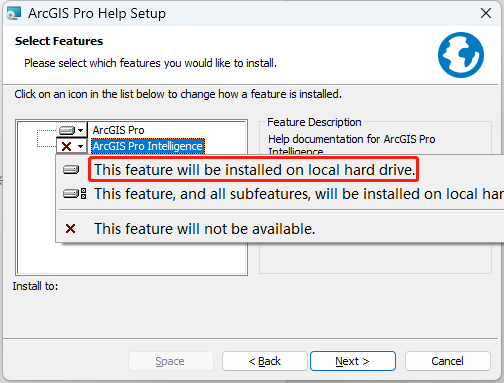 ArcGIS Pro Help Setup
Select Features
Please select which features you would like to install.
Click on an icon in the list below to change how a feature is installed.
ArcGIS Pro
ArcGIS Pro Intelligence
Feature Description
Help documentation for ArcGIS Pro
Intelligence.
This feature will be installed on local hard drive.
This feature, and all subfeatures, will be installed on local har
This feature will not be available.
Install to:
Space
< Back
Next >
Cancel